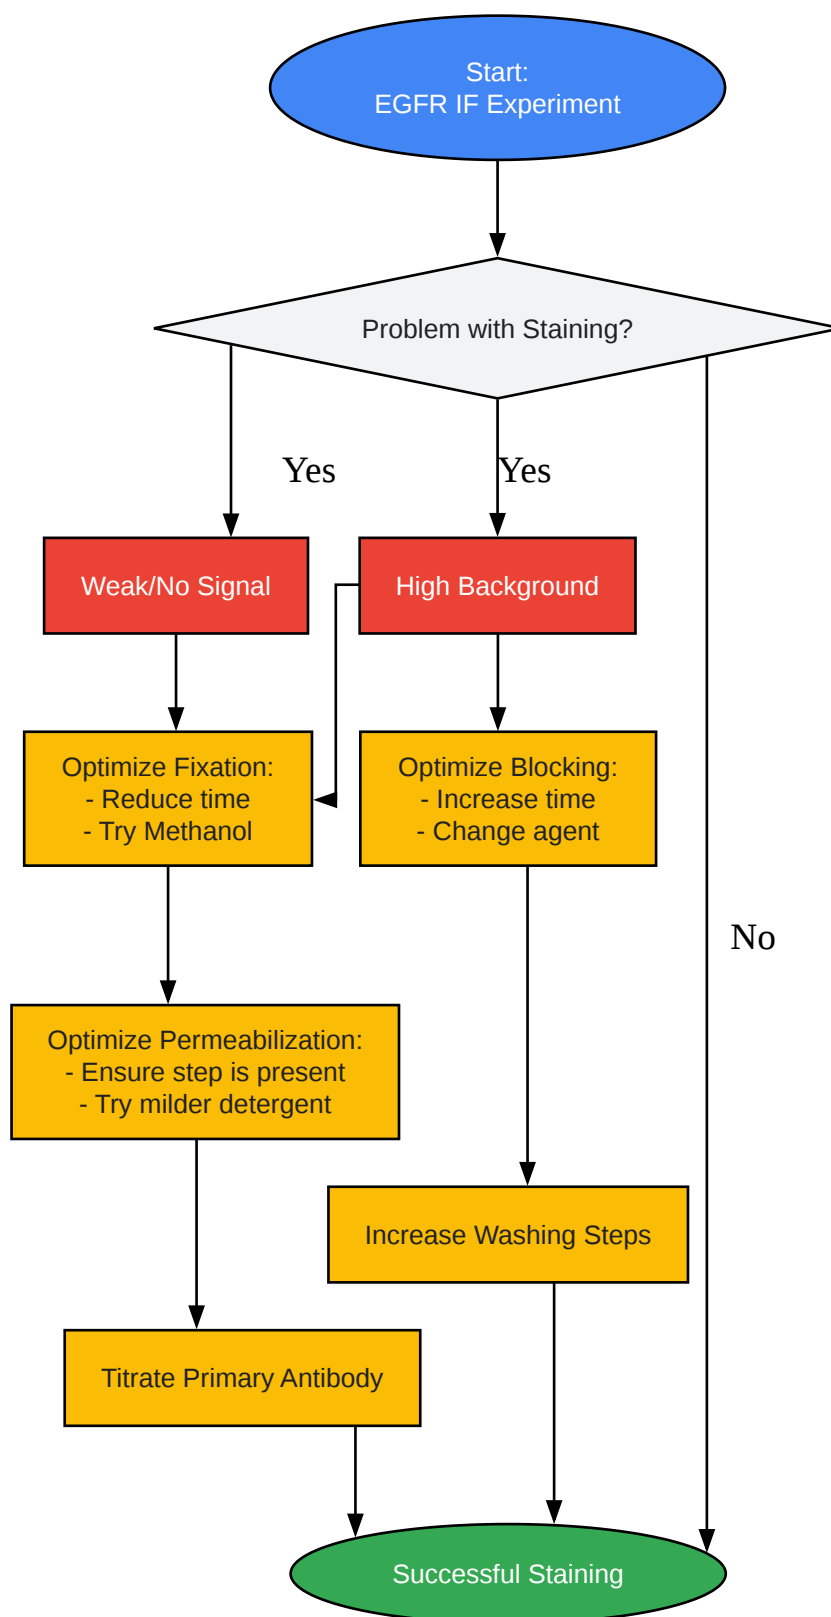 Start:
EGFR IF Experiment
Problem with Staining?
Yes
Yes
Weak/No Signal
High Background
Optimize Fixation:
- Reduce time
- Try Methanol
Optimize Blocking:
- Increase time
- Change agent
No
Optimize Permeabilization:
- Ensure step is present
- Try milder detergent
Increase Washing Steps
Titrate Primary Antibody
Successful Staining